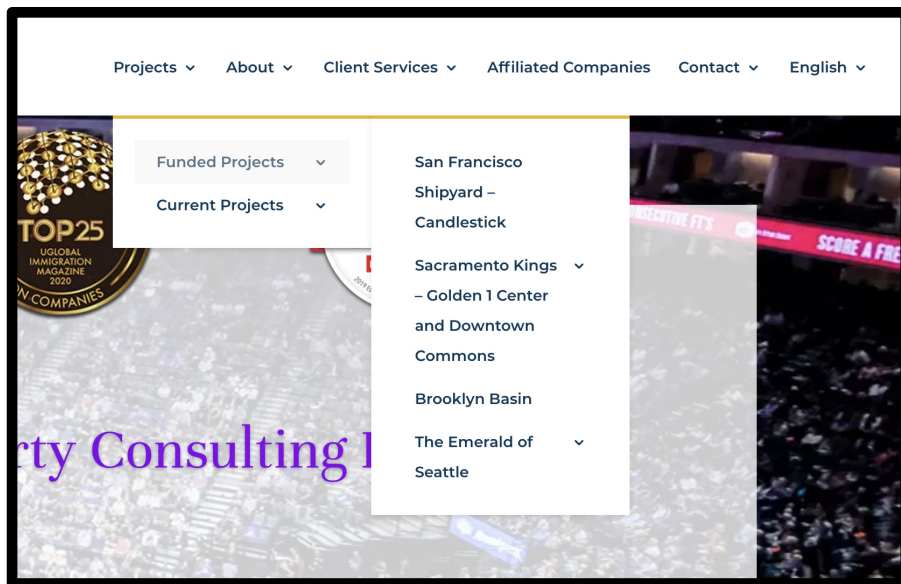 Projects About Client Services Affiliated Companies Contact English
Funded Projects
Current Projects
San Francisco
Shipyard –
Candlestick
Sacramento Kings
– Golden 1 Center
and Downtown
Commons
Brooklyn Basin
The Emerald of
Seattle
TOP25
UGLOBAL
IMMIGRATION
MAGAZINE
2020
ON COMPANIES
2019
NSECUTIVE FT'S
SCORE A FRE
rty Consulting